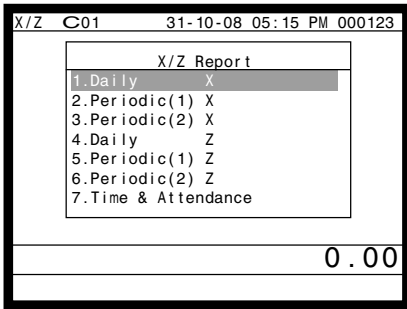 X/Z C01 31-10-08 05:15 PM 000123
X/Z Report
1.Daily X
2.Periodic(1) X
3.Periodic(2) X
4.Daily Z
5.Periodic(1) Z
6.Periodic(2) Z
7.Time & Attendance
0.00